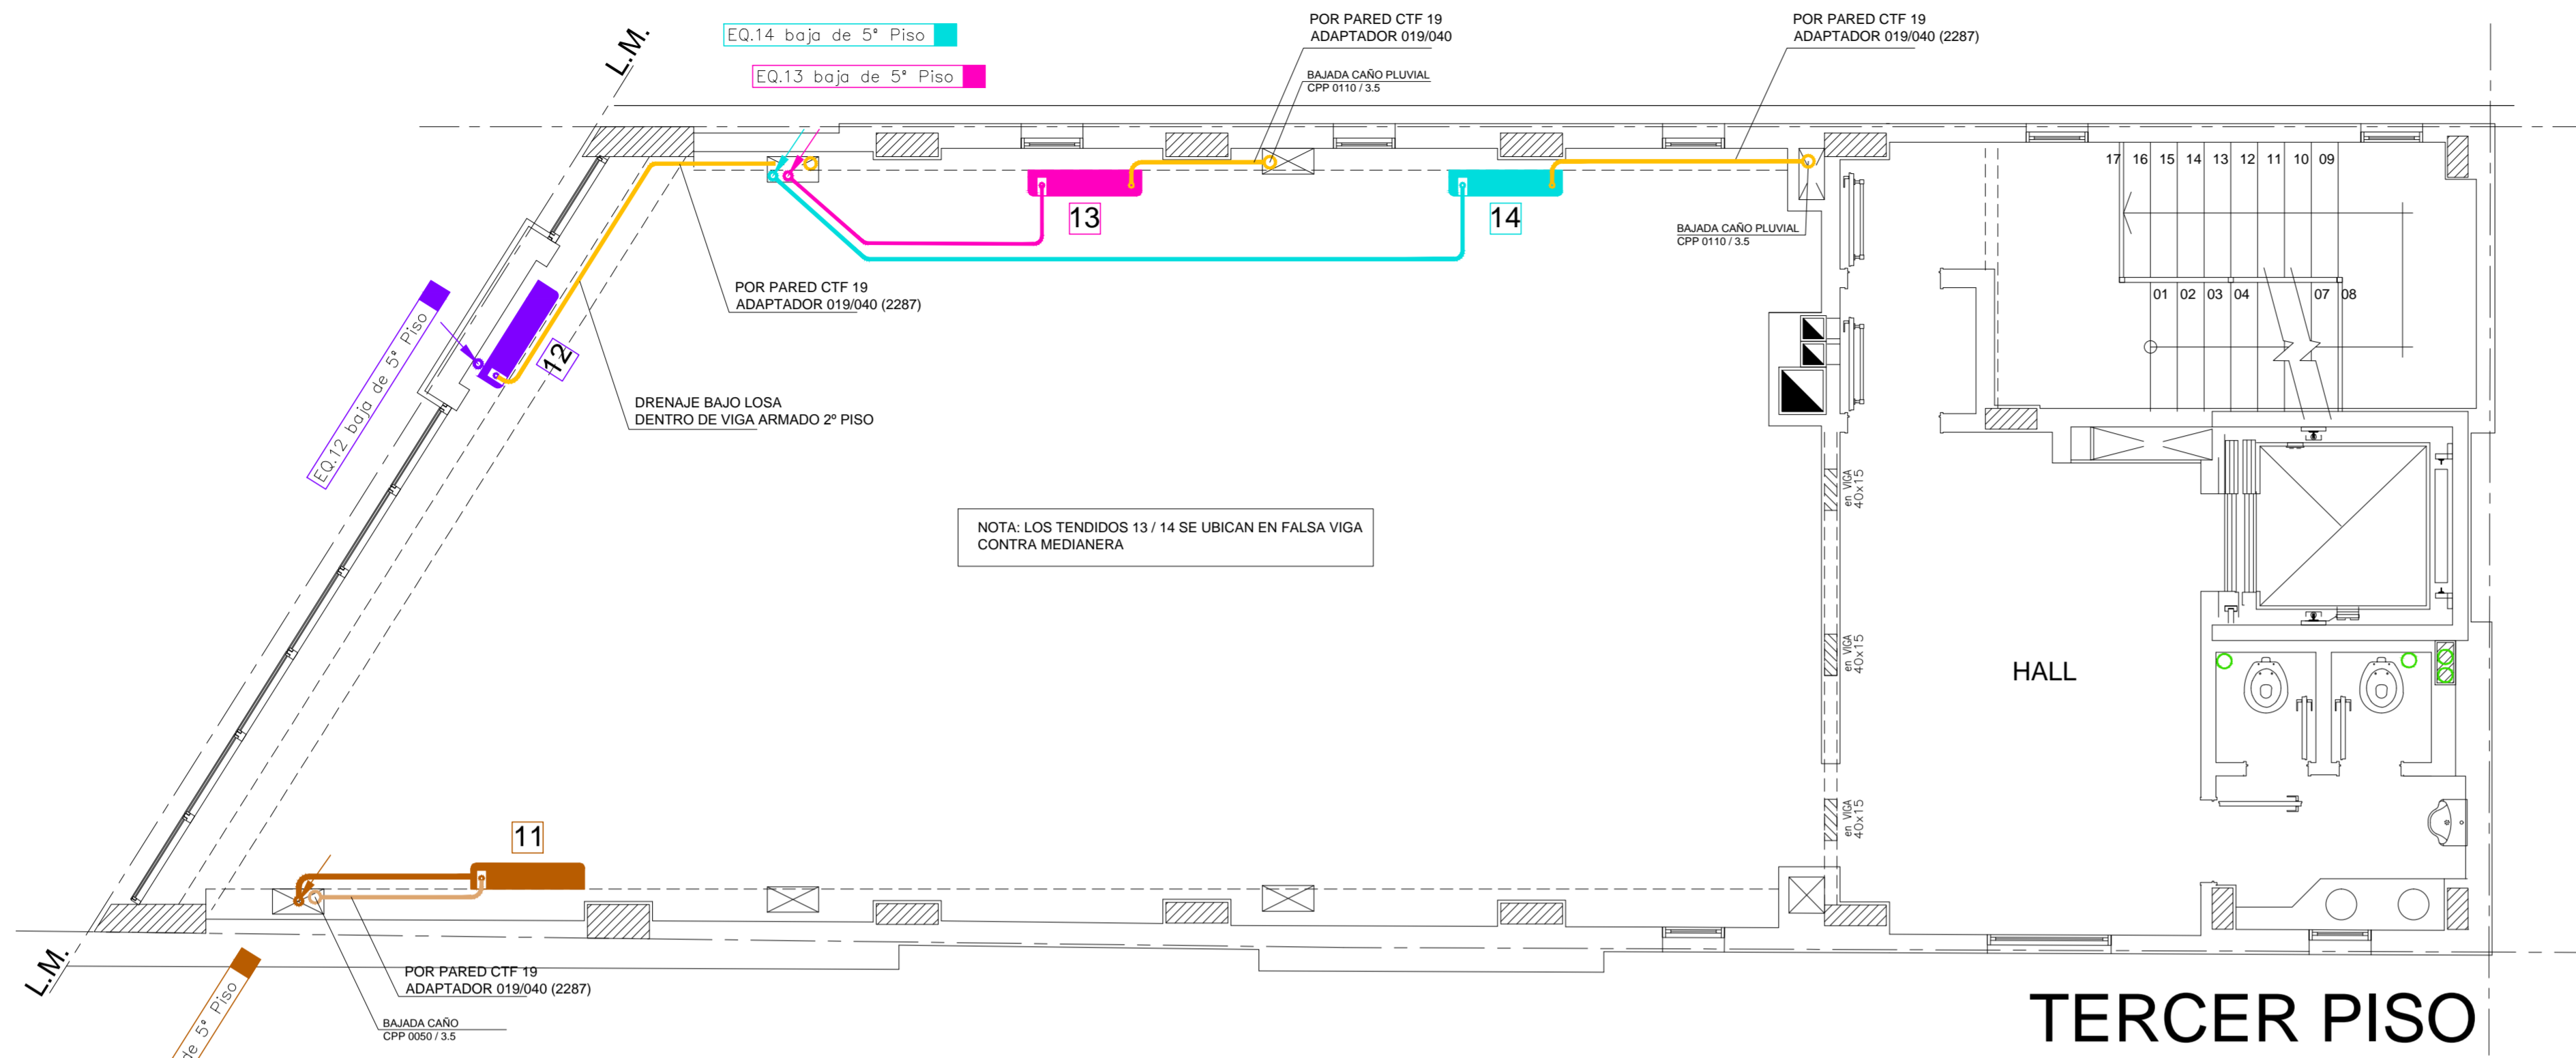 L.M.
EQ.14 baja de 5° Piso
EQ.13 baja de 5° Piso
POR PARED CTF 19
ADAPTADOR 019/040
BAJADA CAÑO PLUVIAL
CPP 0110 / 3.5
POR PARED CTF 19
ADAPTADOR 019/040 (2287)
17 16 15 14 13 12 11 10 09
13
14
BAJADA CAÑO PLUVIAL
CPP 0110 / 3.5
POR PARED CTF 19
ADAPTADOR 019/040 (2287)
01 02 03 04 07 08
12
EQ.12 baja de 5° Piso
DRENAJE BAJO LOSA
DENTRO DE VIGA ARMADO 2º PISO
en VIGA
40x15
NOTA: LOS TENDIDOS 13 / 14 SE UBICAN EN FALSA VIGA
CONTRA MEDIANERA
en VIGA
40x15
HALL
en VIGA
40x15
11
L.M.
POR PARED CTF 19
ADAPTADOR 019/040 (2287)
BAJADA CAÑO
CPP 0050 / 3.5
de 5° Piso
TERCER PISO